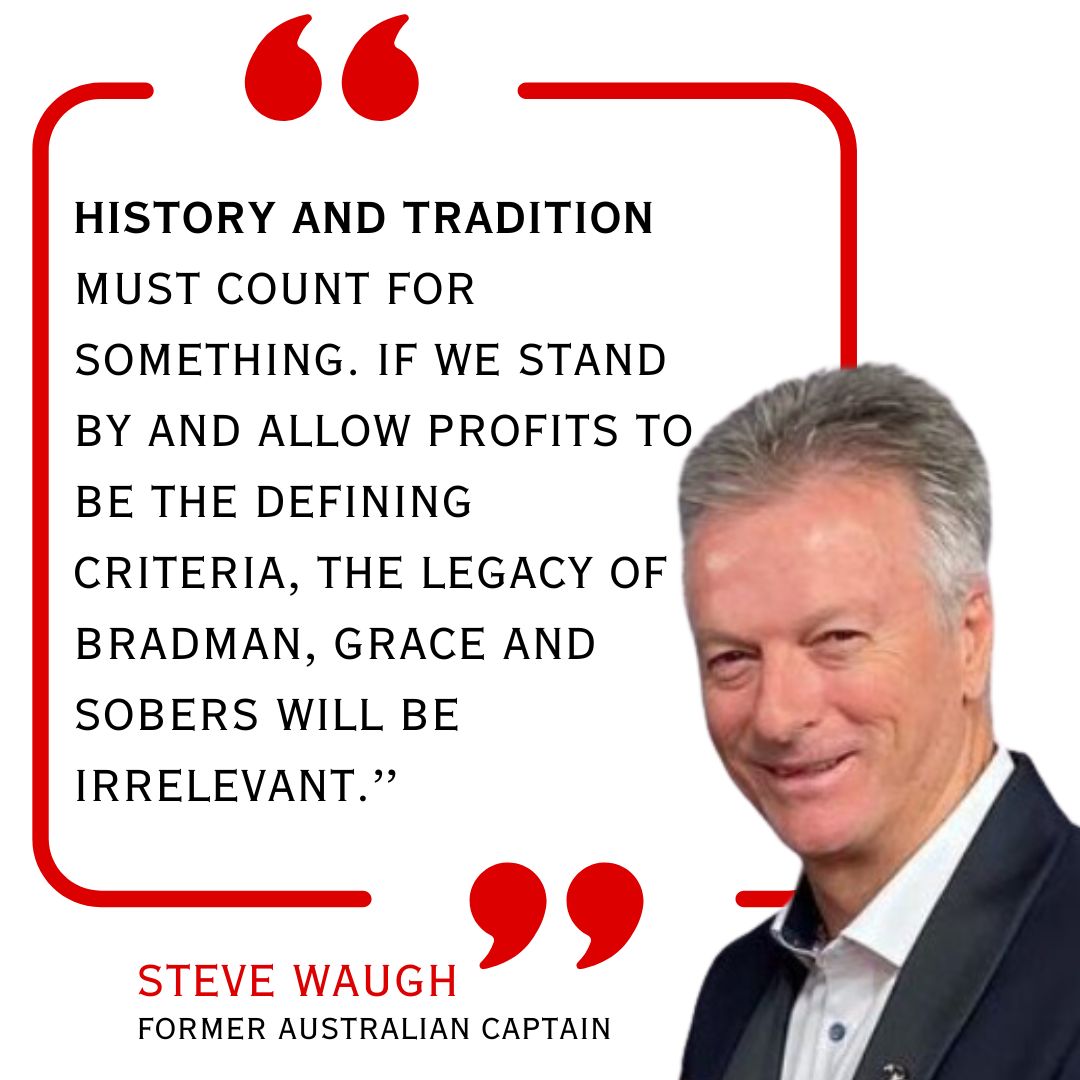 HISTORY AND TRADITION
MUST COUNT FOR
SOMETHING. IF WE STAND
BY AND ALLOW PROFITS TO
BE THE DEFINING
CRITERIA, THE LEGACY OF
BRADMAN, GRACE AND
SOBERS WILL BE
IRRELEVANT.”
STEVE WAUGH
FORMER AUSTRALIAN CAPTAIN